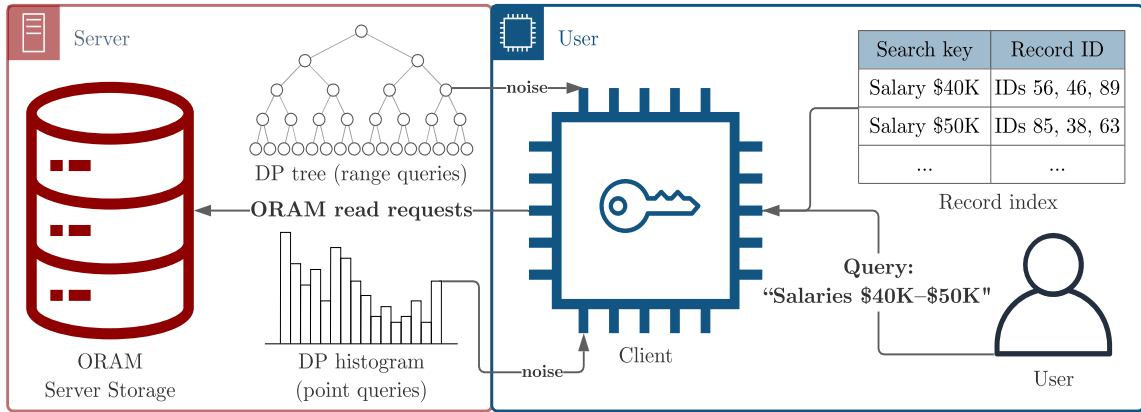 Server
User
noise
DP tree (range queries)
ORAM read requests
DP histogram
(point queries)
noise
ORAM
Server Storage
Client
Search key Record ID
Salary $40K IDs 56, 46, 89
Salary $50K IDs 85, 38, 63
... ...
Record index
Query:
“Salaries $40K–$50K"
User